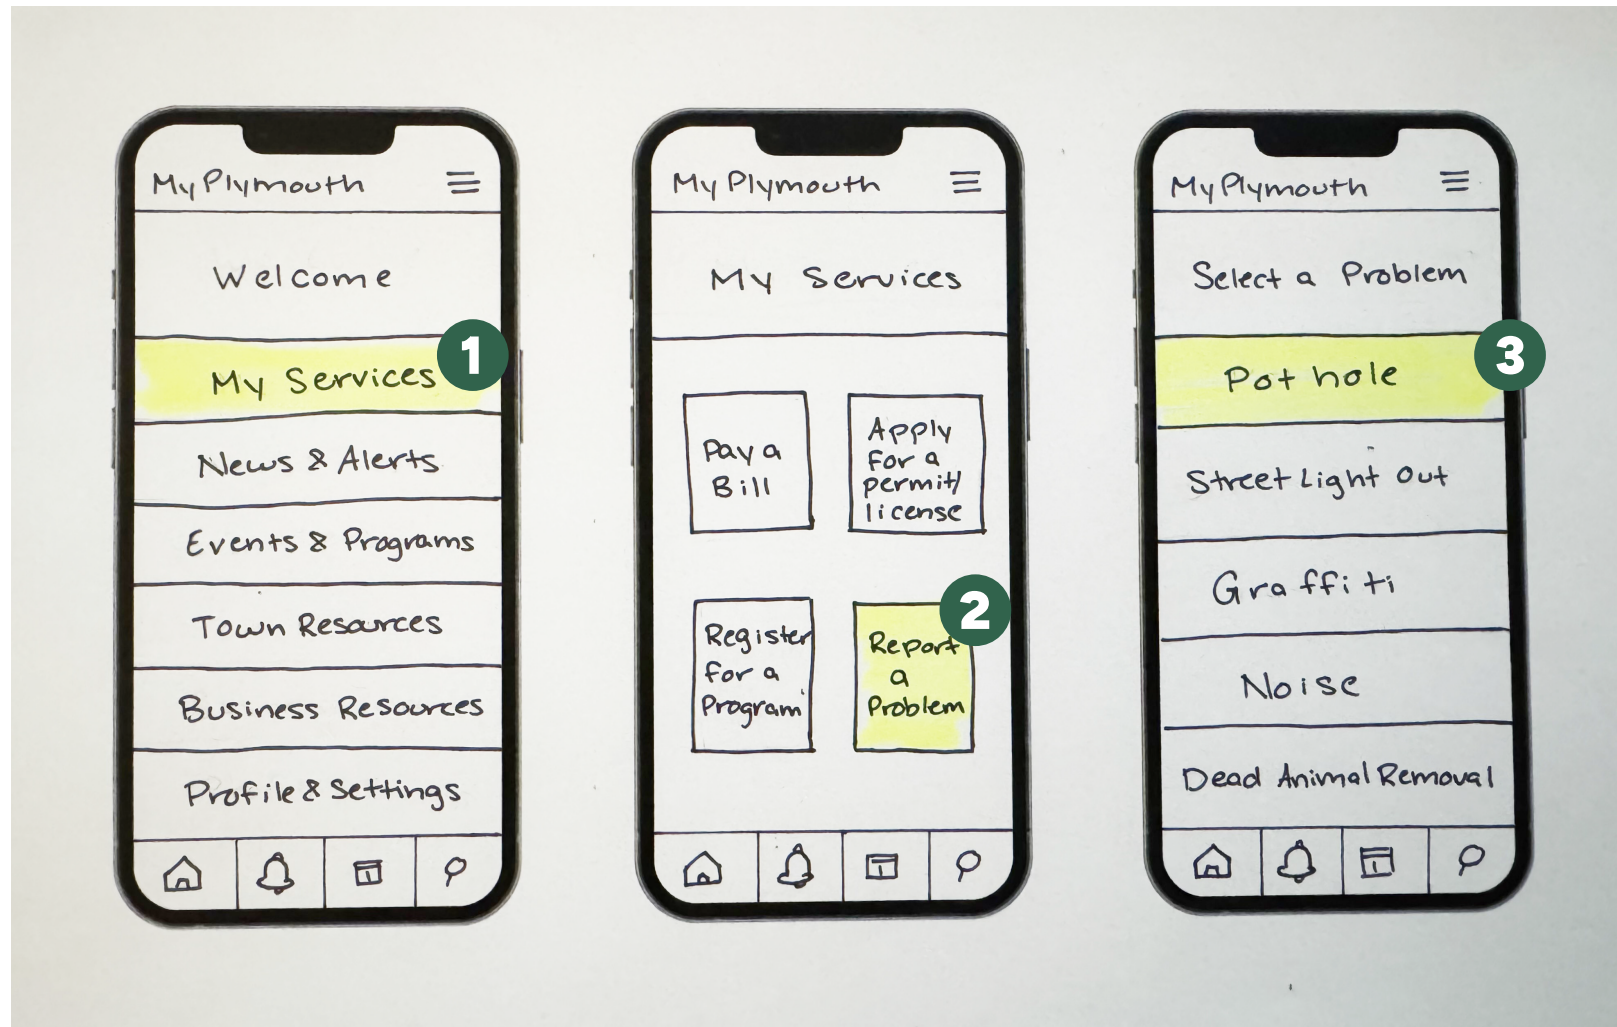 My Plymouth
Welcome
My Services
1
News & Alerts
Events & Programs
Town Resources
Business Resources
Profile & Settings
My Plymouth
My Services
Pay a
Bill
Apply
for a
permit/
license
Register
for a
Program
2
Report
a
Problem
My Plymouth
Select a Problem
3
Pot hole
Street Light Out
Graffiti
Noise
Dead Animal Removal